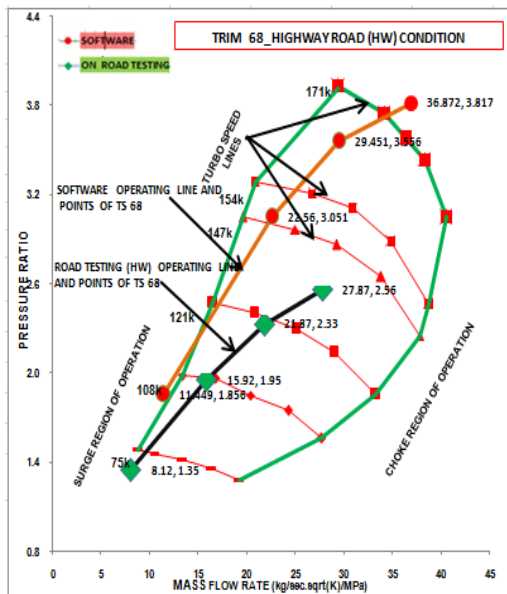 TRIM 68_HIGHWAY ROAD (HW) CONDITION
SOFTWARE
ON ROAD TESTING
4.4
3.8
3.2
2.6
2.0
1.4
0.8
PRESSURE RATIO
171k
36.872, 3.817
29.451, 3.556
TURBO SPEED
LINES
SOFTWARE OPERATING LINE AND
POINTS OF TS 68
154k
147k
22.56, 3.051
ROAD TESTING (HW) OPERATING LINE
AND POINTS OF TS 68
27.87, 2.56
121k
21.87, 2.33
15.92, 1.95
108k
11.449, 1.856
75k
8.12, 1.35
SURGE REGION OF OPERATION
CHOKE REGION OF OPERATION
0 5 10 15 20 25 30 35 40 45
MASS FLOW RATE (kg/sec.sqrt(K)/MPa)